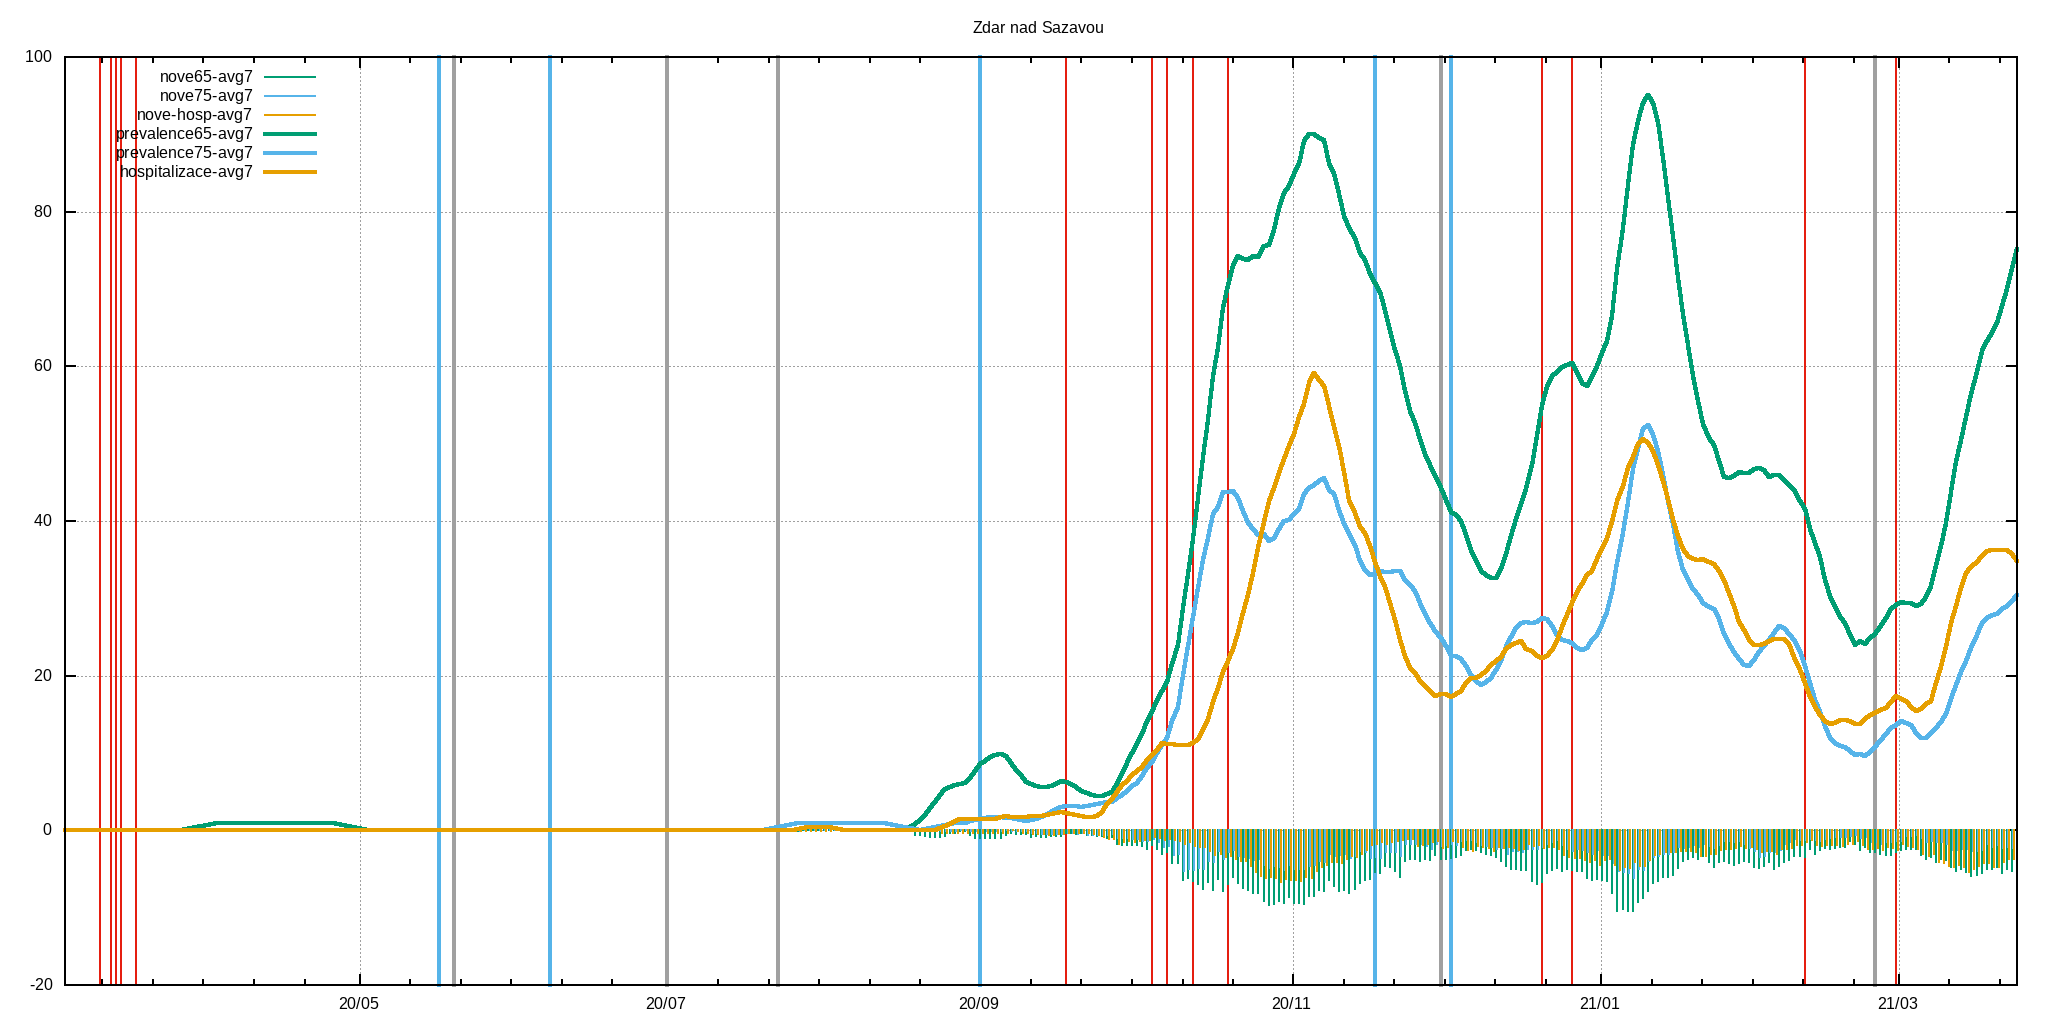 Zdar nad Sazavou
100
80
60
40
20
0
-20
nove65-avg7
nove75-avg7
nove-hosp-avg7
prevalence65-avg7
prevalence75-avg7
hospitalizace-avg7
20/05
20/07
20/09
20/11
21/01
21/03